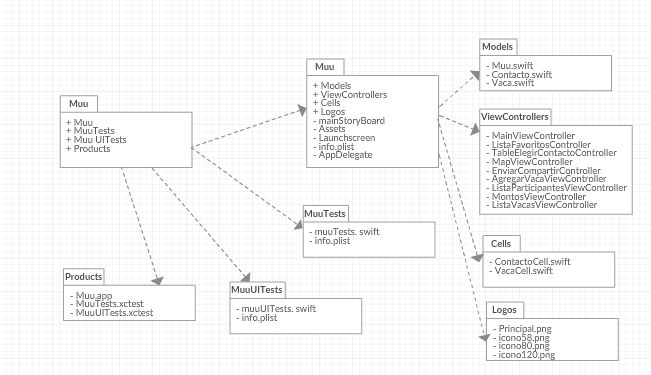 Muu
+ Muu
+ MuuTests
+ Muu UITests
+ Products
Muu
+ Models
+ ViewControllers
+ Cells
+ Logos
- mainStoryBoard
- Assets
- Launchscreen
- info.plist
- AppDelegate
Models
- Muu.swift
- Contacto.swift
- Vaca.swift
ViewControllers
- MainViewController
- ListaFavoritosController
- TableElegirContactoController
- MapViewController
- EnviarCompartirController
- AgregarVacaViewController
- ListaParticipantesViewController
- MontosViewController
- ListaVacasViewController
MuuTests
- muuTests. swift
- info.plist
Cells
- ContactoCell.swift
- VacaCell.swift
Products
- Muu.app
- MuuTests.xctest
- MuuUITests.xctest
MuuUITests
- muuUITests. swift
- info.plist
Logos
- Principal.png
- icono58.png
- icono80.png
- icono120.png